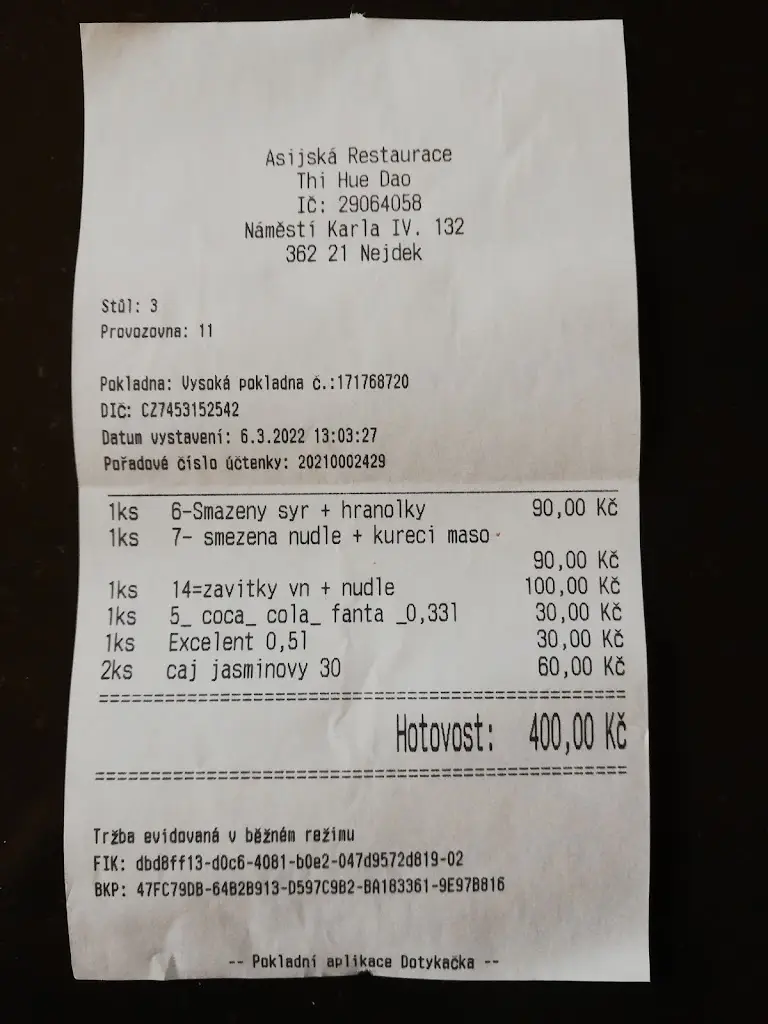 Asijská Restaurace
Thi Hue Dao
IČ: 29064058
Náměstí Karla IV. 132
362 21 Nejdek
Stůl: 3
Provozovna: 11
Pokladna: Vysoká pokladna č.:171768720
DIČ: CZ7453152542
Datum vystavení: 6.3.2022 13:03:27
Pořadové číslo účtenky: 20210002429
1ks 6-Smazeny syr + hranolky 90,00 Kč
1ks 7- smezena nudle + kureci maso
90,00 Kč
1ks 14=zavitky vn + nudle 100,00 Kč
1ks 5_ coca_ cola_ fanta _0,33l 30,00 Kč
1ks Excelent 0,5l 30,00 Kč
2ks caj jasminovy 30 60,00 Kč
Hotovost: 400,00 Kč
Tržba evidovaná v běžném režimu
FIK: dbd8ff13-d0c6-4081-b0e2-047d9572d819-02
BKP: 47FC79DB-64B2B913-D597C9B2-BA183361-9E97B816
-- Pokladní aplikace Dotykačka --